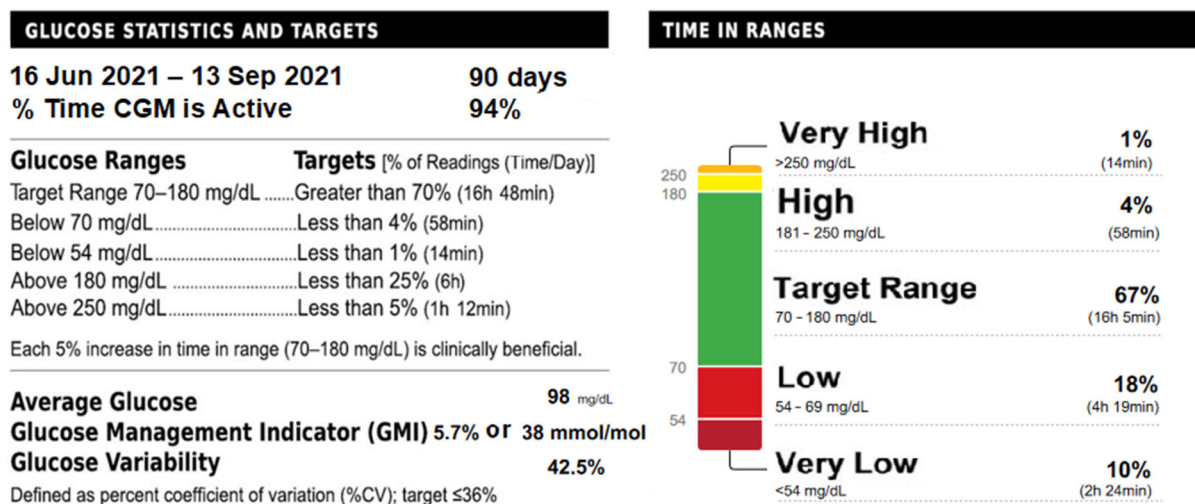 GLUCOSE STATISTICS AND TARGETS
16 Jun 2021 – 13 Sep 2021 90 days
% Time CGM is Active 94%
Glucose Ranges Targets [% of Readings (Time/Day)]
Target Range 70–180 mg/dL .......Greater than 70% (16h 48min)
Below 70 mg/dL.............................Less than 4% (58min)
Below 54 mg/dL.............................Less than 1% (14min)
Above 180 mg/dL .........................Less than 25% (6h)
Above 250 mg/dL..........................Less than 5% (1h 12min)
Each 5% increase in time in range (70–180 mg/dL) is clinically beneficial.
Average Glucose 98 mg/dL
Glucose Management Indicator (GMI) 5.7% or 38 mmol/mol
Glucose Variability 42.5%
Defined as percent coefficient of variation (%CV); target ≤36%
TIME IN RANGES
Very High 1%
>250 mg/dL (14min)
250
180
High 4%
181 - 250 mg/dL (58min)
Target Range 67%
70 - 180 mg/dL (16h 5min)
70
Low 18%
54 - 69 mg/dL (4h 19min)
54
Very Low 10%
<54 mg/dL (2h 24min)